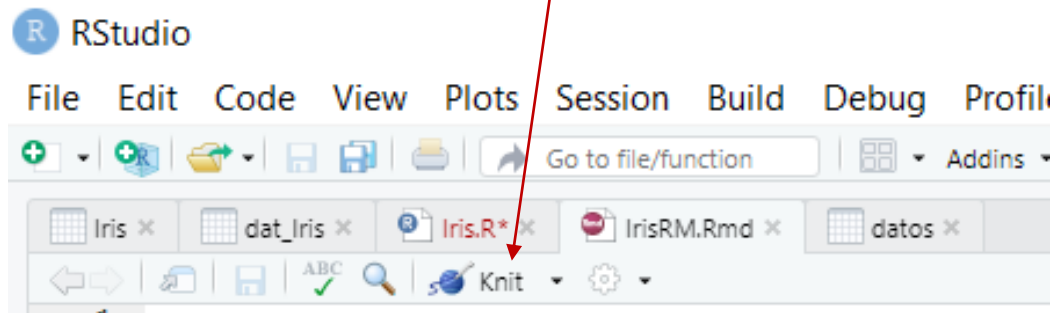 R RStudio
File Edit Code View Plots Session Build Debug Profile
Go to file/function Addins
Iris × dat_Iris × Iris.R* × IrisRM.Rmd × datos ×
ABC Knit